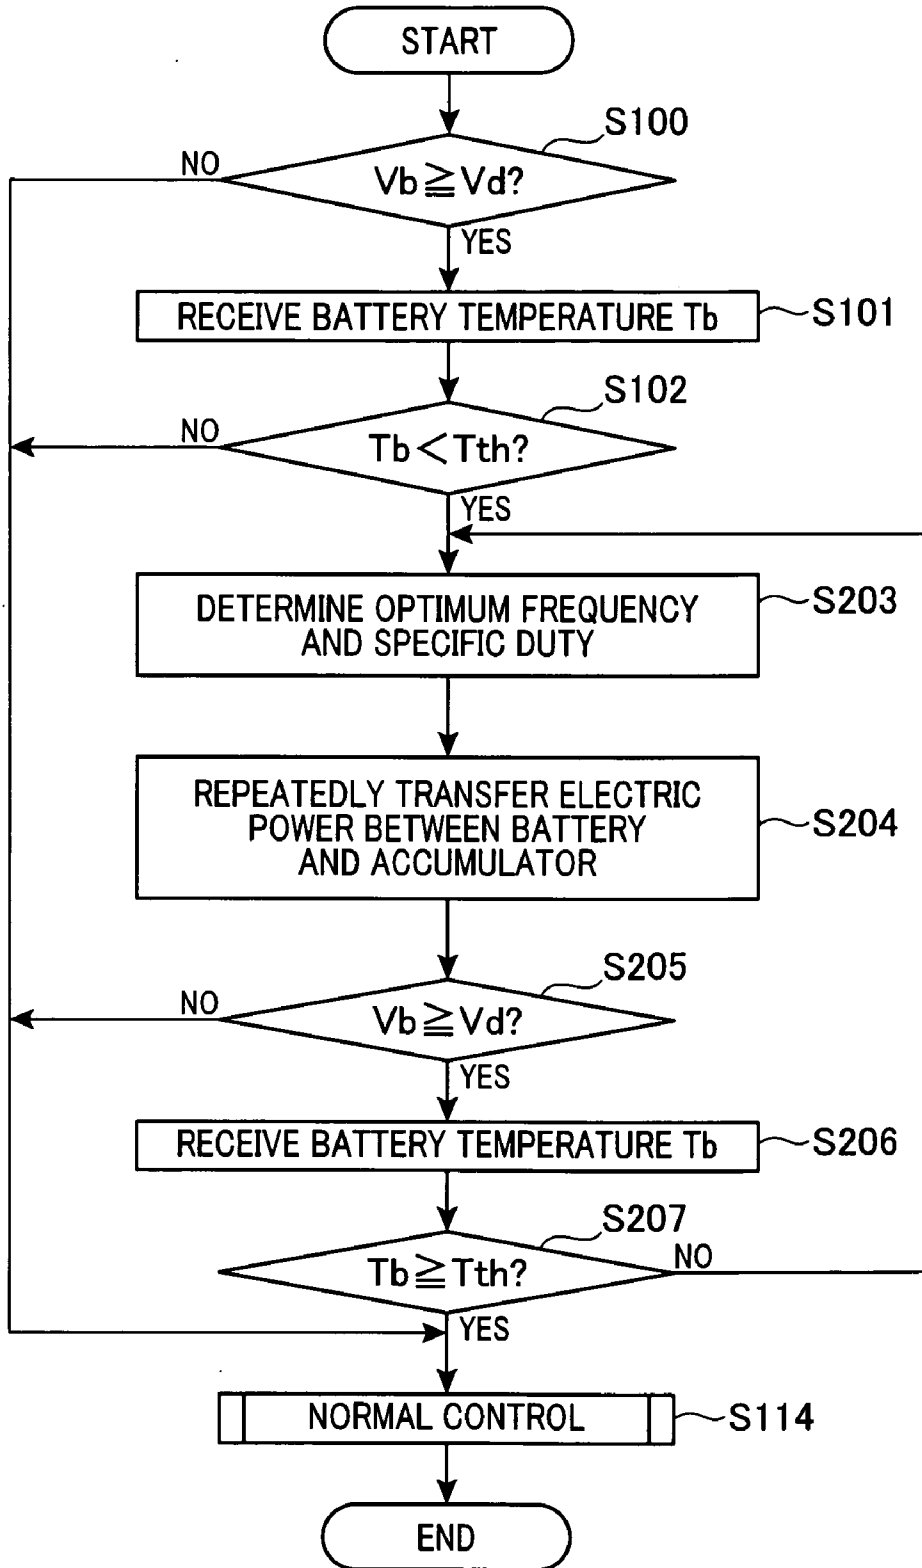 START
S100
NO
Vb≧Vd?
YES
RECEIVE BATTERY TEMPERATURE Tb
S101
S102
NO
Tb<Tth?
YES
DETERMINE OPTIMUM FREQUENCY
AND SPECIFIC DUTY
S203
REPEATEDLY TRANSFER ELECTRIC
POWER BETWEEN BATTERY
AND ACCUMULATOR
S204
S205
NO
Vb≧Vd?
YES
RECEIVE BATTERY TEMPERATURE Tb
S206
S207
Tb≧Tth?
NO
YES
NORMAL CONTROL
S114
END